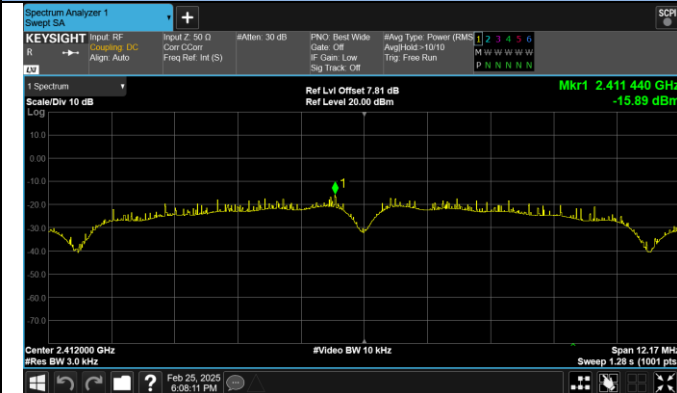 Spectrum Analyzer 1
Swept SA
+
SCPI
KEYSIGHT
R
LXI
Input: RF
Coupling: DC
Align: Auto
Input Z: 50 Ω
Corr CCorr
Freq Ref: Int (S)
#Atten: 30 dB
PNO: Best Wide
Gate: Off
IF Gain: Low
Sig Track: Off
#Avg Type: Power (RMS
Avg|Hold:>10/10
Trig: Free Run
1 2 3 4 5 6
M W W W W W
P N N N N N
1 Spectrum
Scale/Div 10 dB
Log
Ref Lvl Offset 7.81 dB
Ref Level 20.00 dBm
Mkr1 2.411 440 GHz
-15.89 dBm
10.0
0.00
-10.0
1
-20.0
-30.0
-40.0
-50.0
-60.0
-70.0
Center 2.412000 GHz
#Video BW 10 kHz
Span 12.17 MHz
#Res BW 3.0 kHz
Sweep 1.28 s (1001 pts)
?
Feb 25, 2025
6:08:11 PM